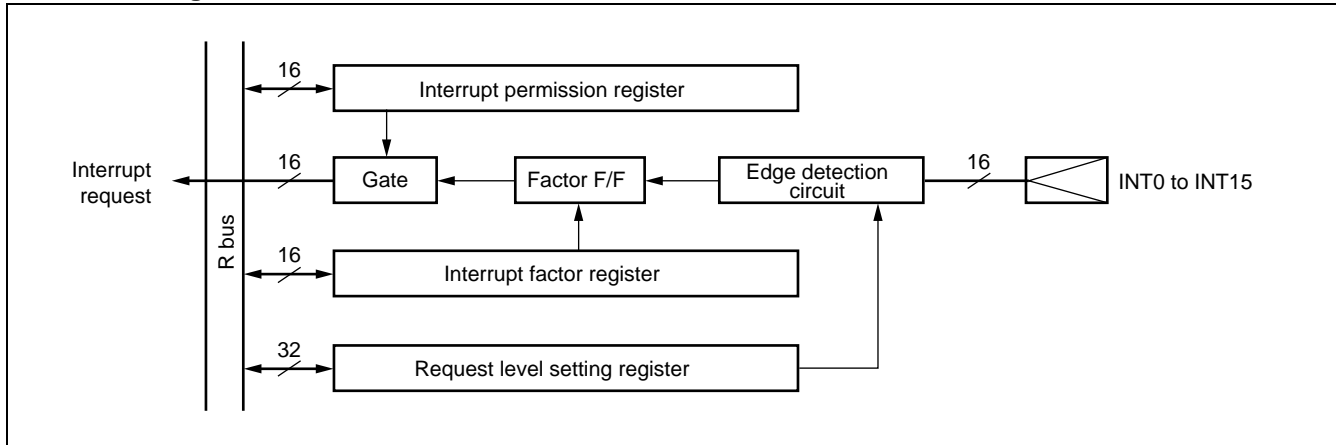 16
Interrupt permission register
Interrupt
request
16
Gate
Factor F/F
Edge detection
circuit
16
INT0 to INT15
R bus
16
Interrupt factor register
32
Request level setting register